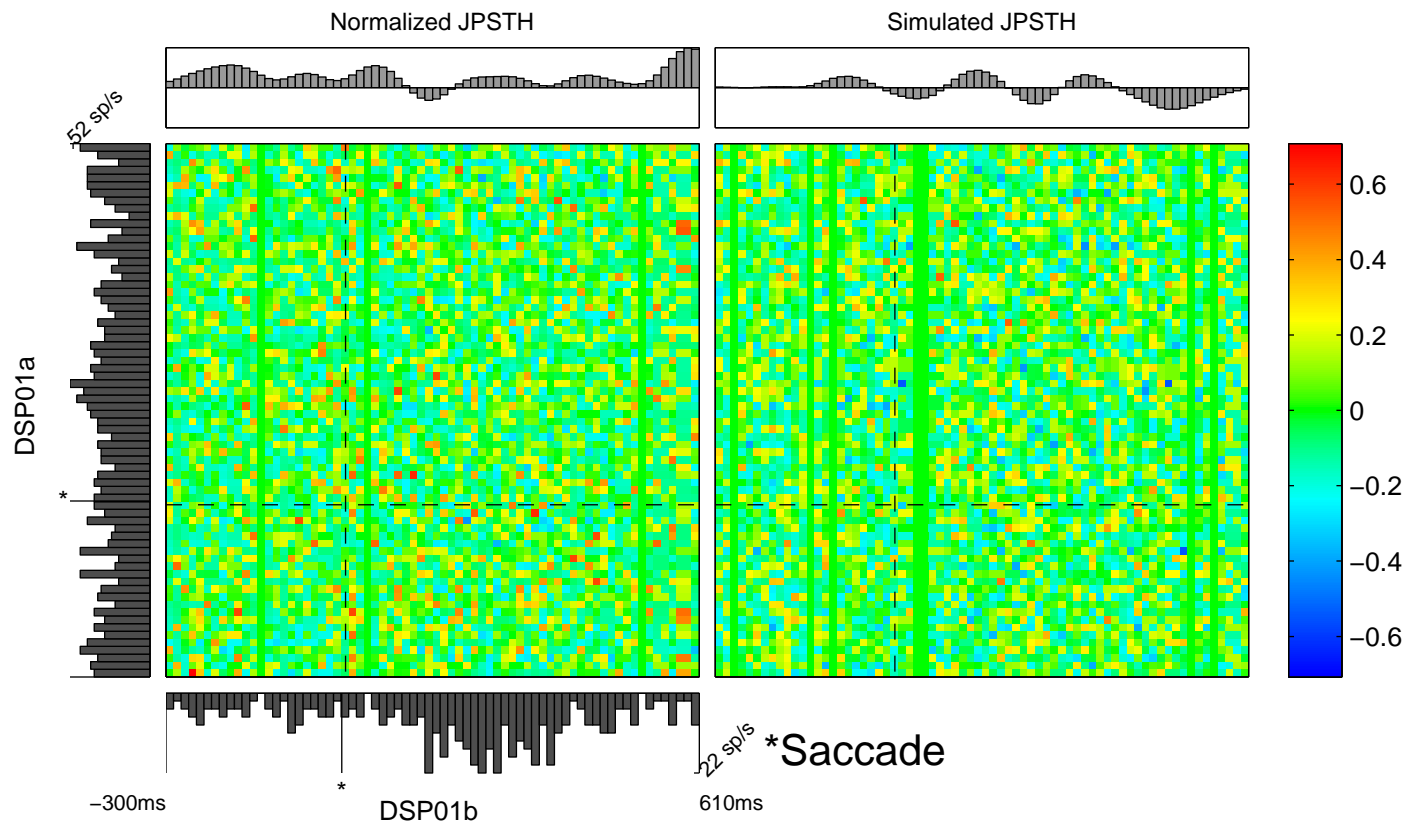 Normalized JPSTH
Simulated JPSTH
52 sp/s
DSP01a
*
0.6
0.4
0.2
0
−0.2
−0.4
−0.6
22 sp/s
*Saccade
*
−300ms
DSP01b
610ms